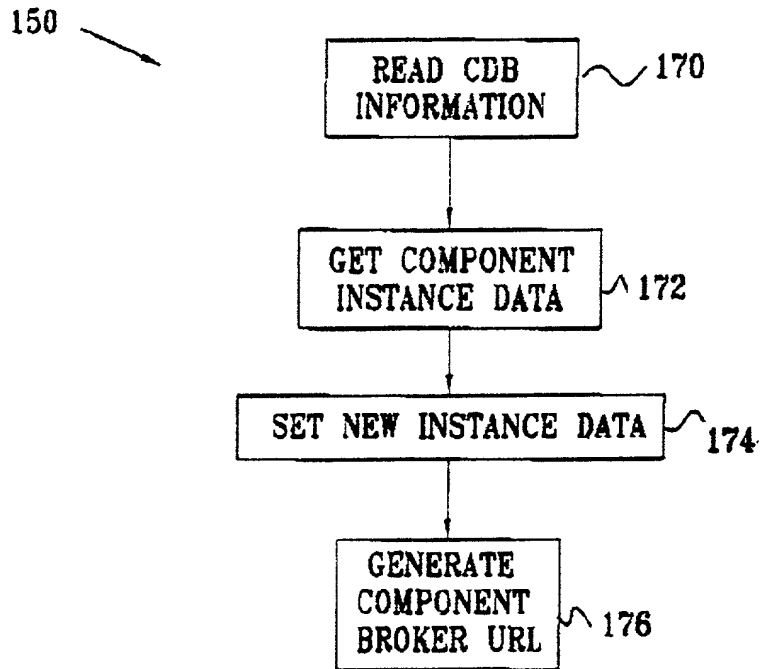 150
READ CDB
INFORMATION
170
GET COMPONENT
INSTANCE DATA
172
SET NEW INSTANCE DATA
174
GENERATE
COMPONENT
BROKER URL
176